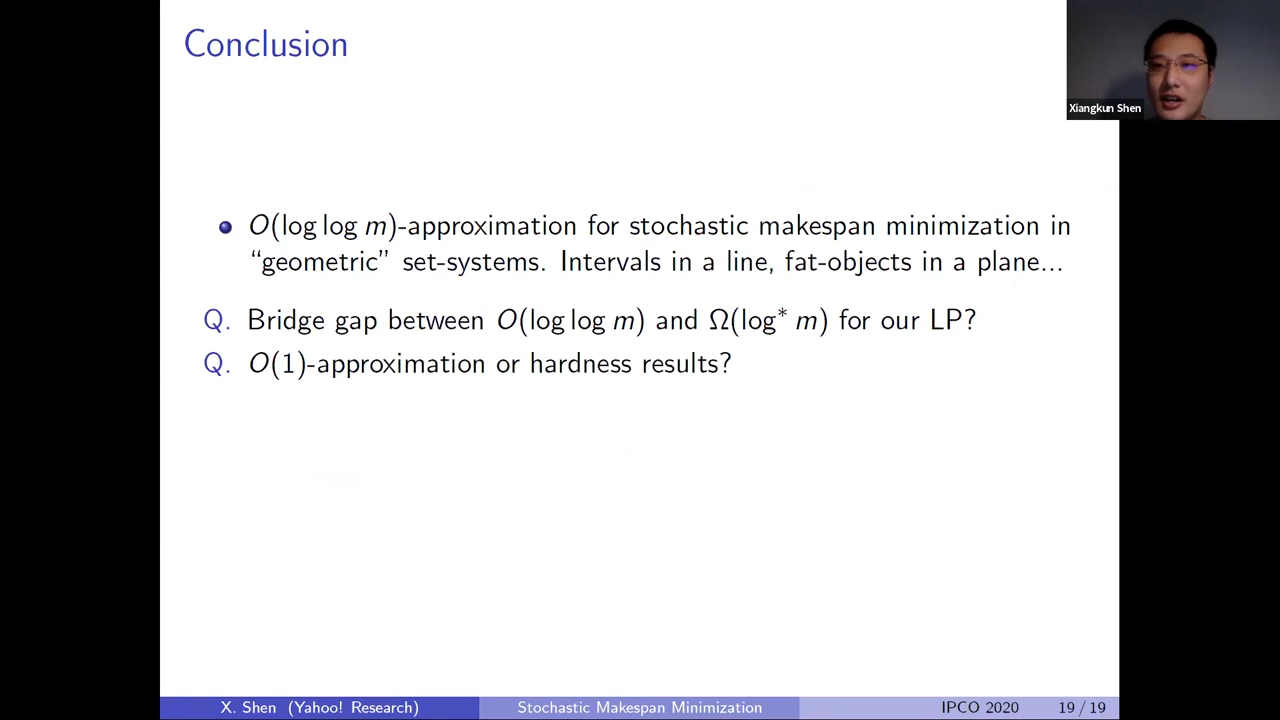 Conclusion
Xiangkun Shen
O(log log m)-approximation for stochastic makespan minimization in
“geometric” set-systems. Intervals in a line, fat-objects in a plane...
Q. Bridge gap between O(log log m) and Ω(log* m) for our LP?
Q. O(1)-approximation or hardness results?
X. Shen (Yahoo! Research) Stochastic Makespan Minimization IPCO 2020 19 / 19